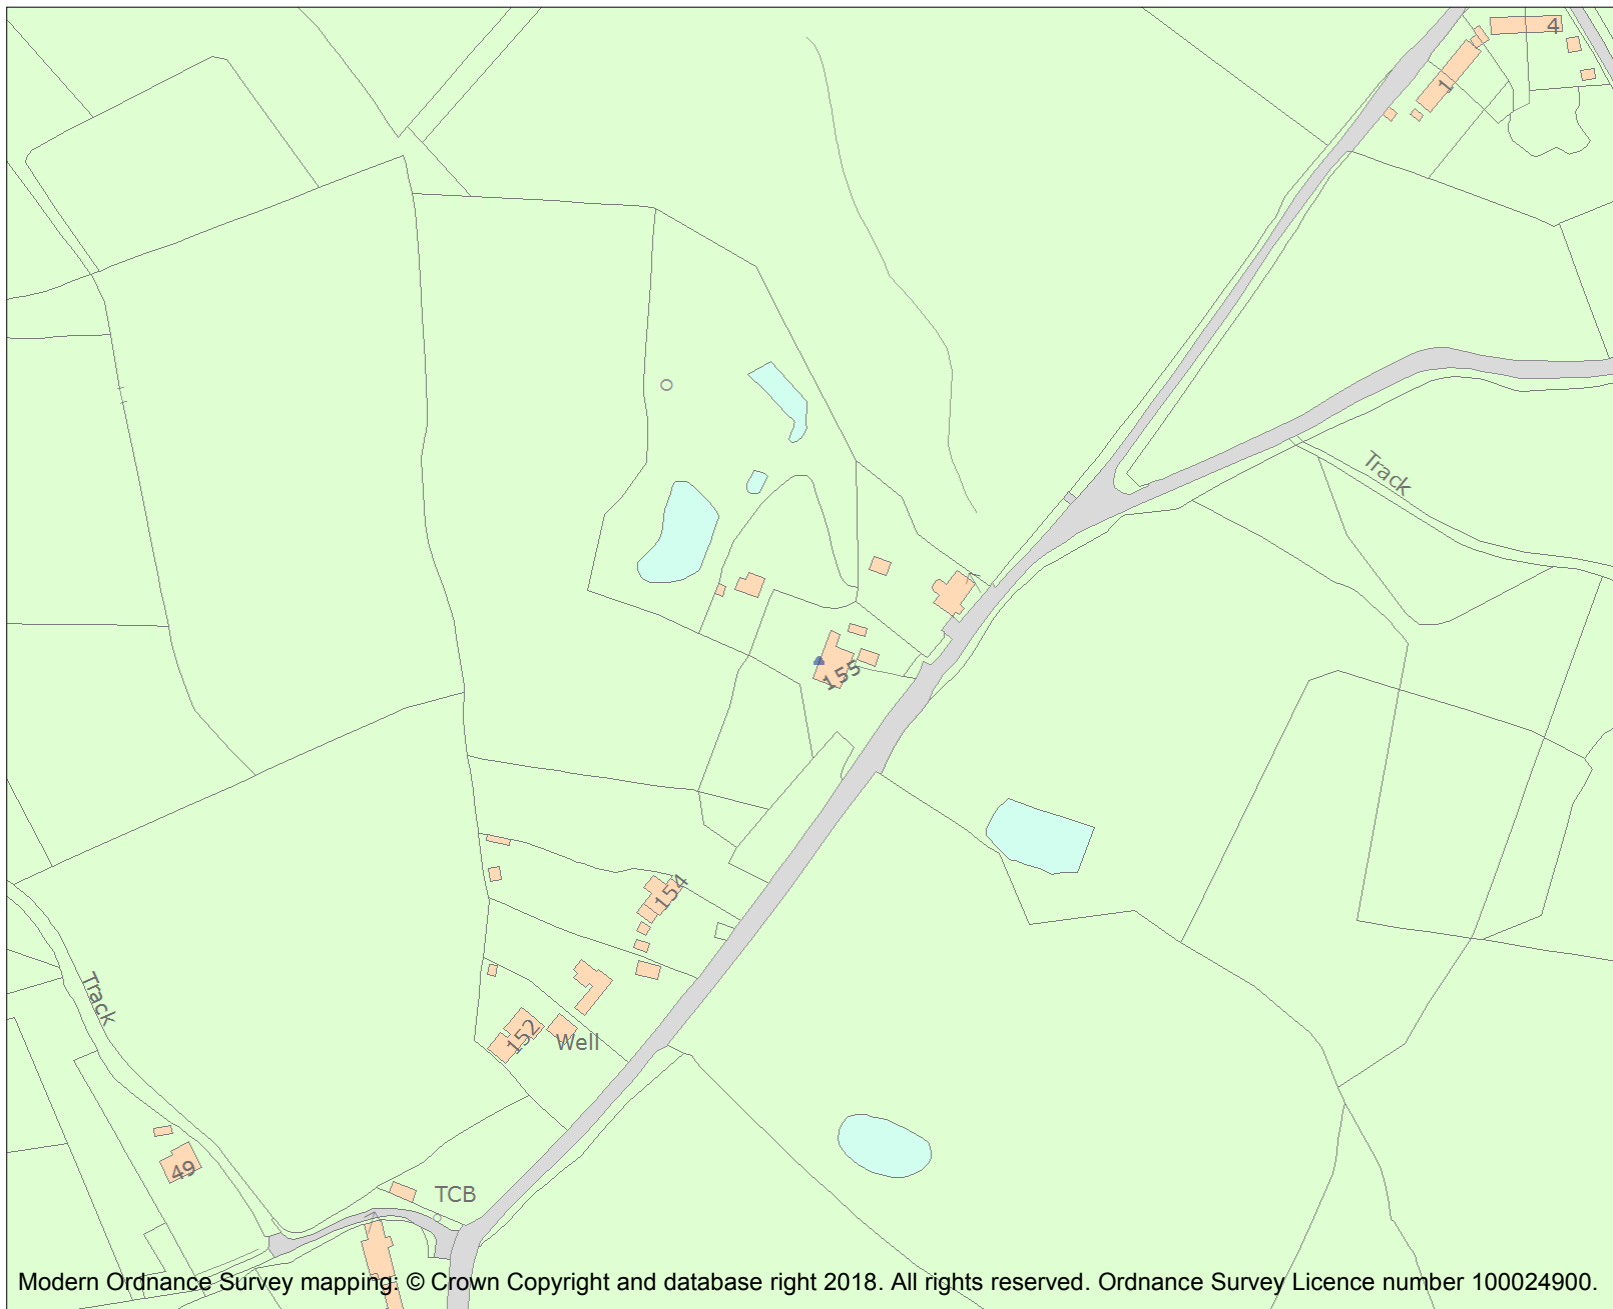 4
1
Track
155
154
Track
152
Well
49
TCB
Modern Ordnance Survey mapping: © Crown Copyright and database right 2018. All rights reserved. Ordnance Survey Licence number 100024900.